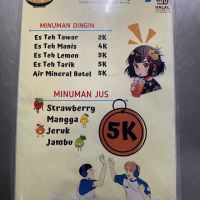 HALAL
MINUMAN DINGIN
Es Teh Tawar 2K
Es Teh Manis 4K
Es Teh Lemon 5K
Es Teh Tarik 5K
Air Mineral Botol 5K
MINUMAN JUS
Strawberry
Mangga
Jeruk
Jambu
5K